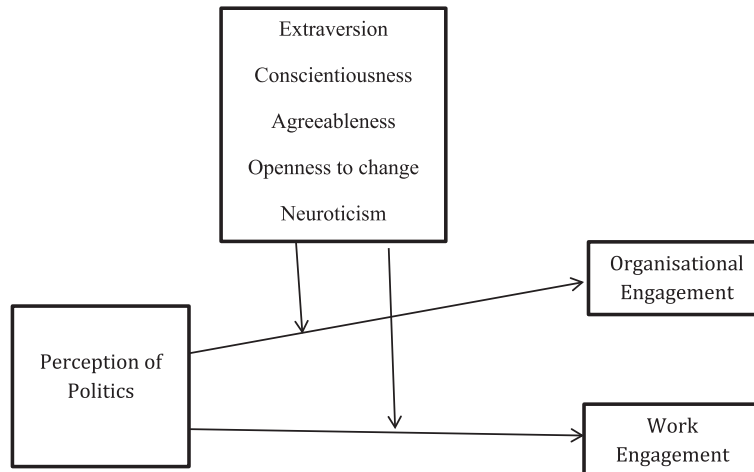 Extraversion
Conscientiousness
Agreeableness
Openness to change
Neuroticism
Organisational
Engagement
Perception of
Politics
Work
Engagement